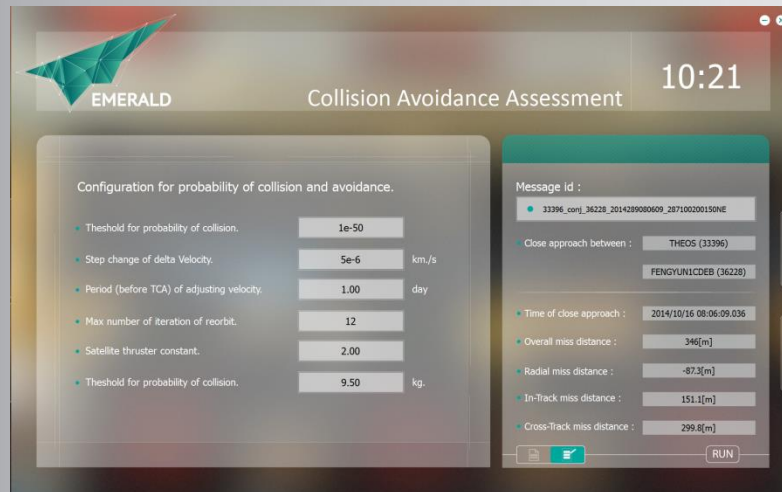 EMERALD
Collision Avoidance Assessment
10:21
Configuration for probability of collision and avoidance.
Theshold for probability of collision. 1e-50
Step change of delta Velocity. 5e-6 km./s
Period (before TCA) of adjusting velocity. 1.00 day
Max number of iteration of reorbit. 12
Satellite thruster constant. 2.00
Theshold for probability of collision. 9.50 kg.
Message id :
33396_conj_36228_2014289080609_287100200150NE
Close approach between : THEOS (33396)
FENGYUN1CDEB (36228)
Time of close approach : 2014/10/16 08:06:09.036
Overall miss distance : 346[m]
Radial miss distance : -87.3[m]
In-Track miss distance : 151.1[m]
Cross-Track miss distance : 299.8[m]
RUN